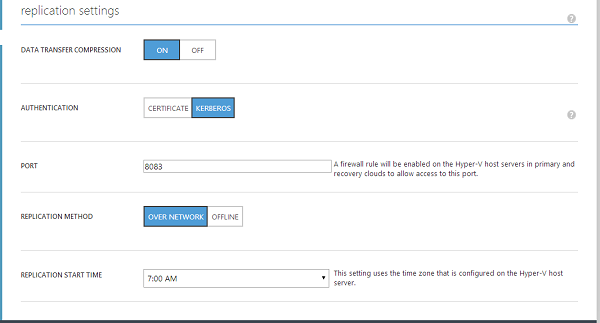 replication settings
?
DATA TRANSFER COMPRESSION ON OFF
AUTHENTICATION CERTIFICATE KERBEROS
?
PORT 8083 A firewall rule will be enabled on the Hyper-V host servers in primary and
recovery clouds to allow access to this port.
REPLICATION METHOD OVER NETWORK OFFLINE
REPLICATION START TIME 7:00 AM This setting uses the time zone that is configured on the Hyper-V host
server.